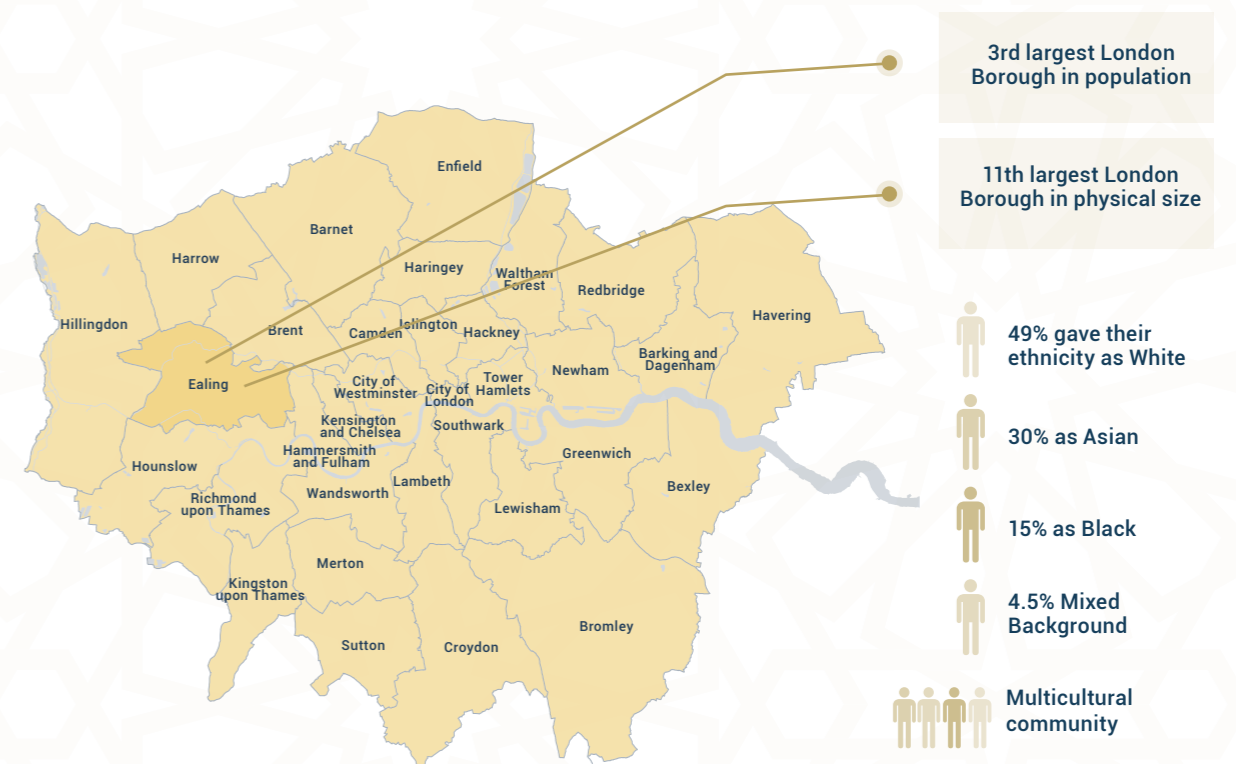 3rd largest London
Borough in population
11th largest London
Borough in physical size
Enfield
Barnet
Harrow
Haringey
Waltham
Forest
Redbridge
Hillingdon
Brent
Camden
Islington
Hackney
Havering
Barking and
Dagenham
Newham
Ealing
City of
Westminster
City of
London
Tower
Hamlets
Kensington
and Chelsea
Southwark
Hammersmith
and Fulham
Greenwich
Hounslow
Lambeth
Bexley
Richmond
upon Thames
Wandsworth
Lewisham
Merton
Kingston
upon Thames
Bromley
Sutton
Croydon
49% gave their
ethnicity as White
30% as Asian
15% as Black
4.5% Mixed
Background
Multicultural
community